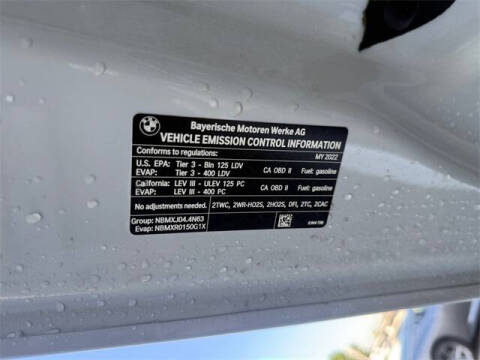 Bayerische Motoren Werke AG
VEHICLE EMISSION CONTROL INFORMATION
Conforms to regulations: MY 2022
U.S. EPA: Tier 3 - Bin 125 LDV CA OBD II Fuel: gasoline
EVAP: Tier 3 - 400 LDV
California: LEV III - ULEV 125 PC CA OBD II Fuel: gasoline
EVAP: LEV III - 400 PC
No adjustments needed. 2TWC, 2WR-HO2S, 2HO2S, DFI, 2TC, 2CAC
Group: NBMXJ04.4N63
Evap: NBMXR0150G1X